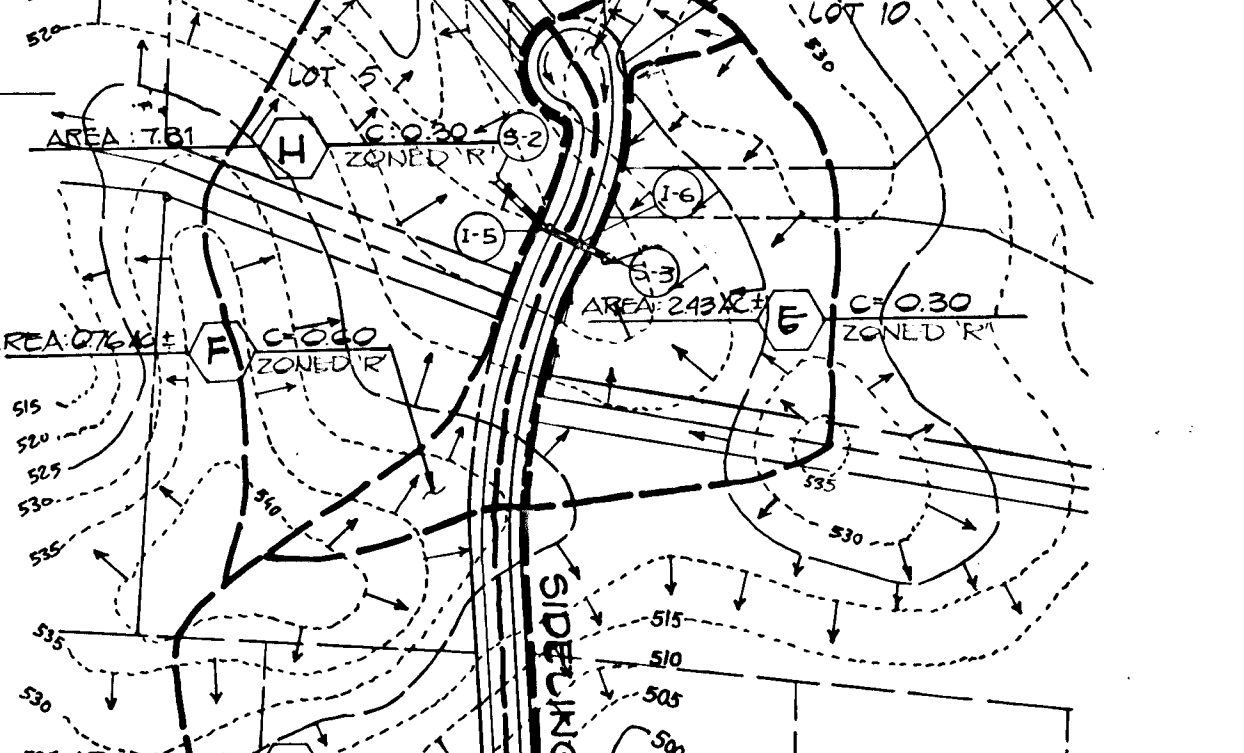 LOT 10
520
530
LOT 5
AREA: 7.81
H
C: 0.30
ZONED 'R'
S-2
I-6
I-5
S-3
AREA: 2.43 AC.±
E
C= 0.30
ZONED 'R'
AREA: 0.76 AC±
F
C= 0.60
ZONED 'R'
515
520
525
530
535
540
535
530
535
530
515
510
505
500
SIDELING